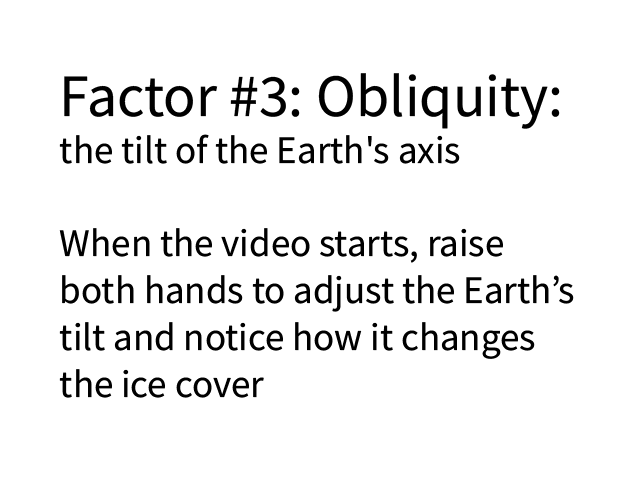 Factor #3: Obliquity:
the tilt of the Earth's axis
When the video starts, raise
both hands to adjust the Earth’s
tilt and notice how it changes
the ice cover